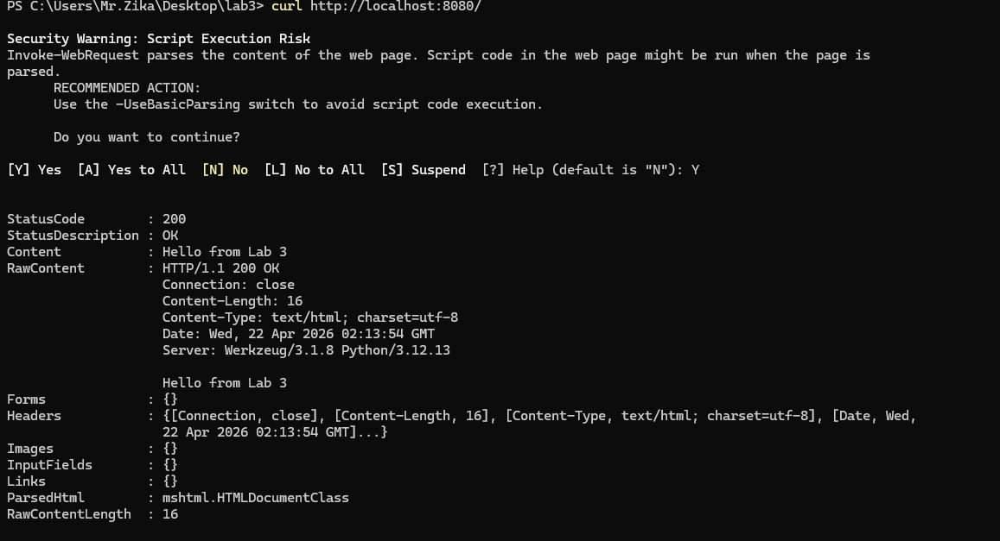 PS C:\Users\Mr.Zika\Desktop\lab3> curl http://localhost:8080/
Security Warning: Script Execution Risk
Invoke-WebRequest parses the content of the web page. Script code in the web page might be run when the page is
parsed.
RECOMMENDED ACTION:
Use the -UseBasicParsing switch to avoid script code execution.
Do you want to continue?
[Y] Yes  [A] Yes to All  [N] No  [L] No to All  [S] Suspend  [?] Help (default is "N"): Y
StatusCode        : 200
StatusDescription : OK
Content           : Hello from Lab 3
RawContent        : HTTP/1.1 200 OK
Connection: close
Content-Length: 16
Content-Type: text/html; charset=utf-8
Date: Wed, 22 Apr 2026 02:13:54 GMT
Server: Werkzeug/3.1.8 Python/3.12.13
Hello from Lab 3
Forms             : {}
Headers           : {[Connection, close], [Content-Length, 16], [Content-Type, text/html; charset=utf-8], [Date, Wed,
22 Apr 2026 02:13:54 GMT]...}
Images            : {}
InputFields       : {}
Links             : {}
ParsedHtml        : mshtml.HTMLDocumentClass
RawContentLength  : 16